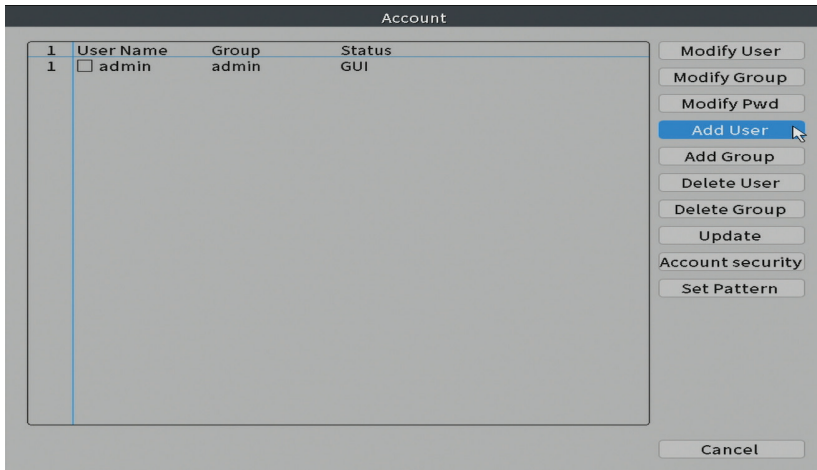 Account
1 User Name Group Status
1 admin admin GUI
Modify User
Modify Group
Modify Pwd
Add User
Add Group
Delete User
Delete Group
Update
Account security
Set Pattern
Cancel